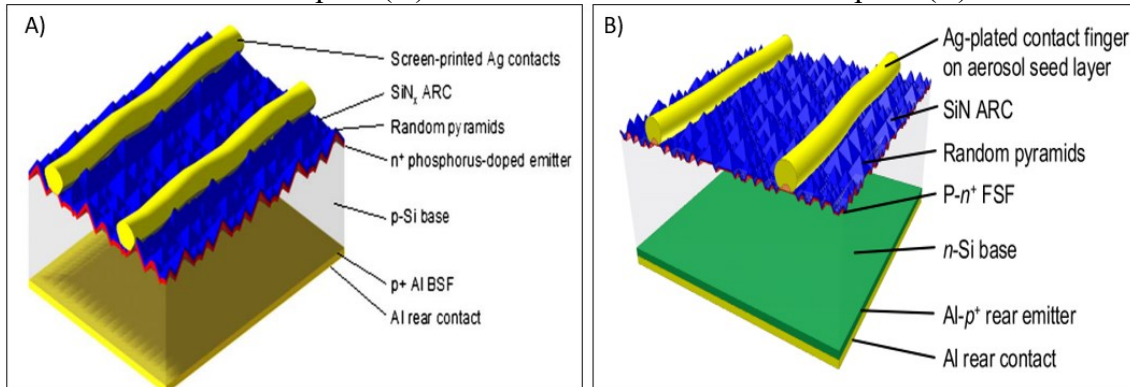 A)
Screen-printed Ag contacts
SiNx ARC
Random pyramids
n+ phosphorus-doped emitter
p-Si base
p+ Al BSF
Al rear contact
B)
Ag-plated contact finger
on aerosol seed layer
SiN ARC
Random pyramids
P-n+ FSF
n-Si base
Al-p+ rear emitter
Al rear contact